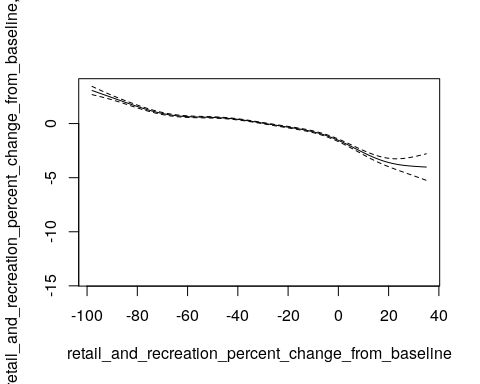 retail_and_recreation_percent_change_from_baseline,
0
-5
-10
-15
-100 -80 -60 -40 -20 0 20 40
retail_and_recreation_percent_change_from_baseline